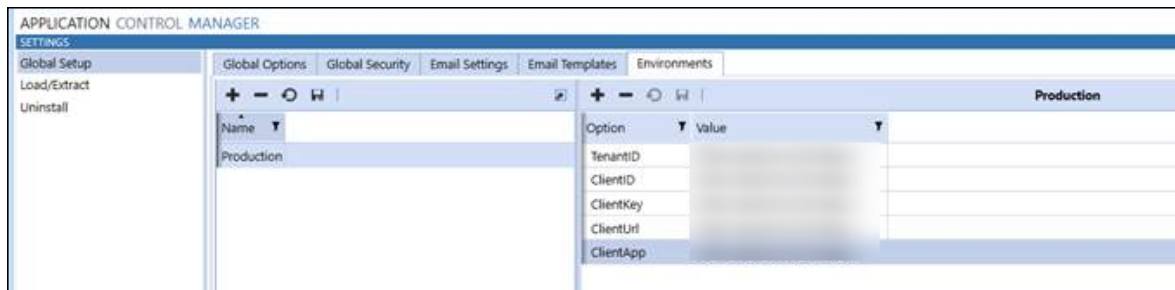 APPLICATION CONTROL MANAGER
SETTINGS
Global Setup
Load/Extract
Uninstall
Global Options Global Security Email Settings Email Templates Environments
Production
Name
Option Value
Production
TenantID
ClientID
ClientKey
ClientUrl
ClientApp